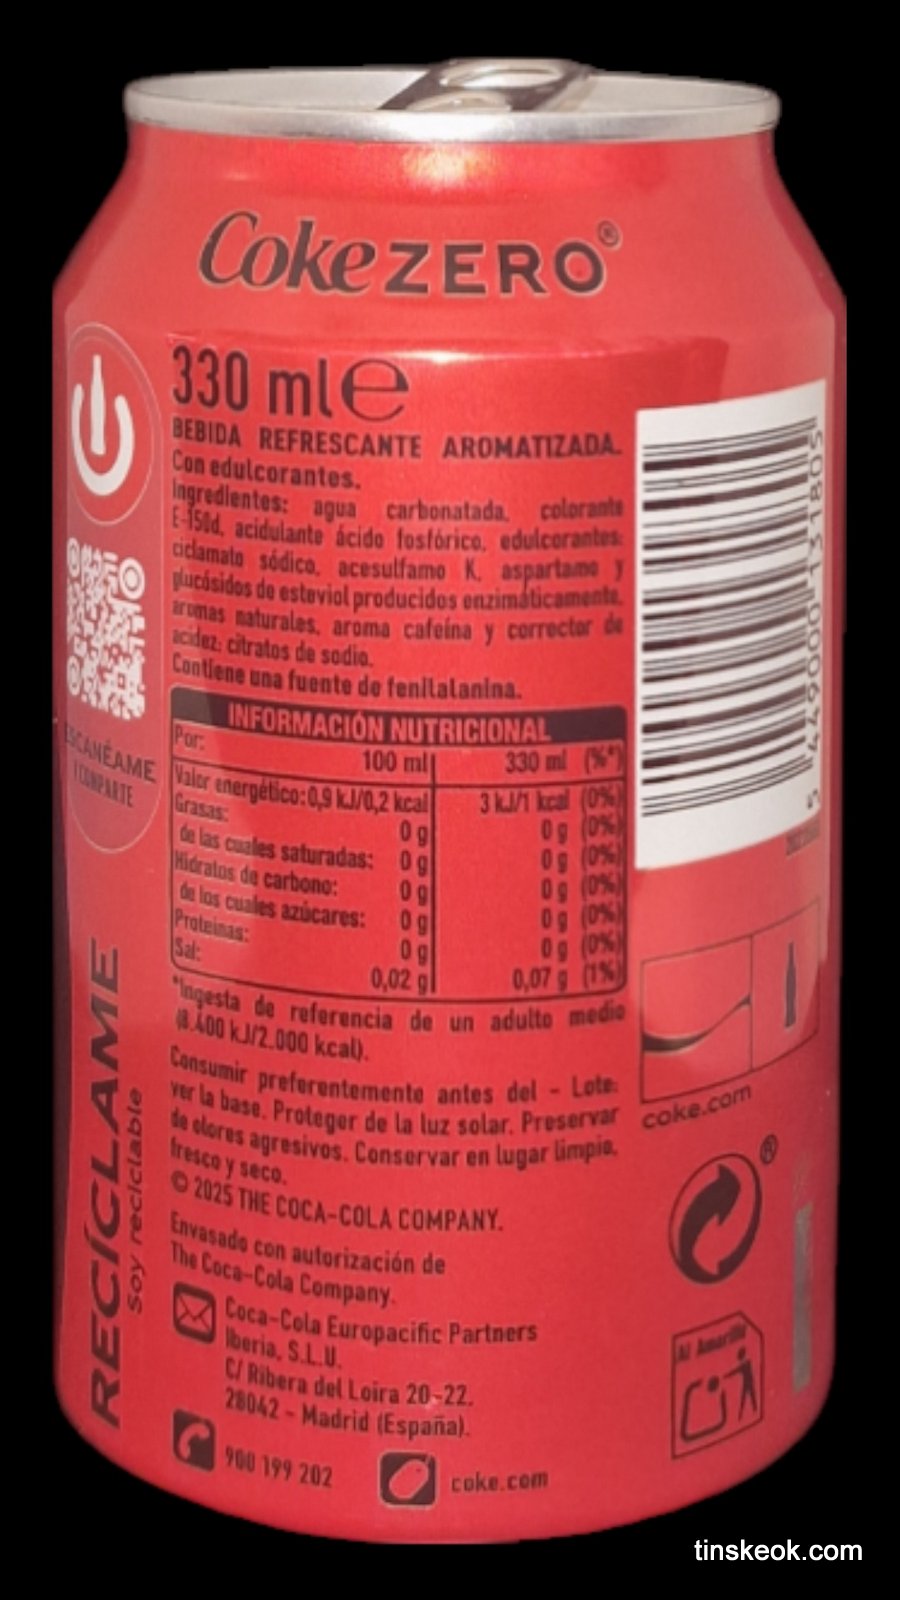 Coke ZERO®
330 ml e
BEBIDA REFRESCANTE AROMATIZADA.
Con edulcorantes.
Ingredientes: agua carbonatada, colorante
E-150d, acidulante ácido fosfórico, edulcorantes:
ciclamato sódico, acesulfamo K, aspartamo y
glucósidos de esteviol producidos enzimáticamente,
aromas naturales, aroma cafeína y corrector de
acidez: citratos de sodio.
Contiene una fuente de fenilalanina.
INFORMACIÓN NUTRICIONAL
Por: 100 ml 330 ml (%*)
Valor energético: 0,9 kJ/0,2 kcal 3 kJ/1 kcal (0%)
Grasas: 0 g 0 g (0%)
de las cuales saturadas: 0 g 0 g (0%)
Hidratos de carbono: 0 g 0 g (0%)
de los cuales azúcares: 0 g 0 g (0%)
Proteínas: 0 g 0 g (0%)
Sal: 0,02 g 0,07 g (1%)
*Ingesta de referencia de un adulto medio
(8.400 kJ/2.000 kcal).
Consumir preferentemente antes del - Lote:
ver la base. Proteger de la luz solar. Preservar
de olores agresivos. Conservar en lugar limpio,
fresco y seco.
© 2025 THE COCA-COLA COMPANY.
Envasado con autorización de
The Coca-Cola Company.
Coca-Cola Europacific Partners
Iberia, S.L.U.
C/ Ribera del Loira 20-22.
28042 - Madrid (España).
900 199 202
coke.com
ESCANÉAME
Y COMPARTE
RECÍCLAME
Soy reciclable
5 449000 131805
coke.com
®
Al Amarillo
tinskeok.com